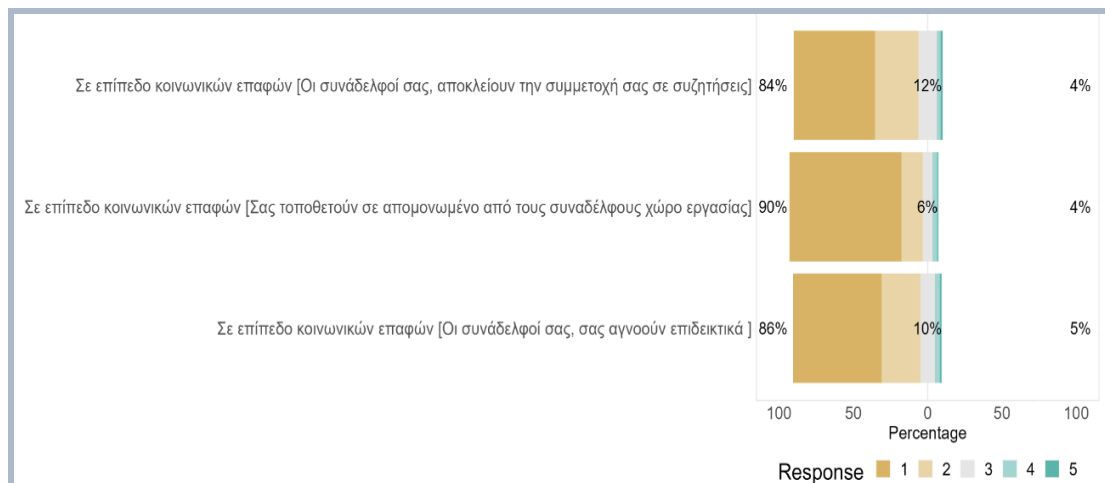 Σε επίπεδο κοινωνικών επαφών [Οι συνάδελφοί σας, αποκλείουν την συμμετοχή σας σε συζητήσεις] 84% 12% 4%
Σε επίπεδο κοινωνικών επαφών [Σας τοποθετούν σε απομονωμένο από τους συναδέλφους χώρο εργασίας] 90% 6% 4%
Σε επίπεδο κοινωνικών επαφών [Οι συνάδελφοί σας, σας αγνοούν επιδεικτικά ] 86% 10% 5%
100 50 0 50 100
Percentage
Response 1 2 3 4 5